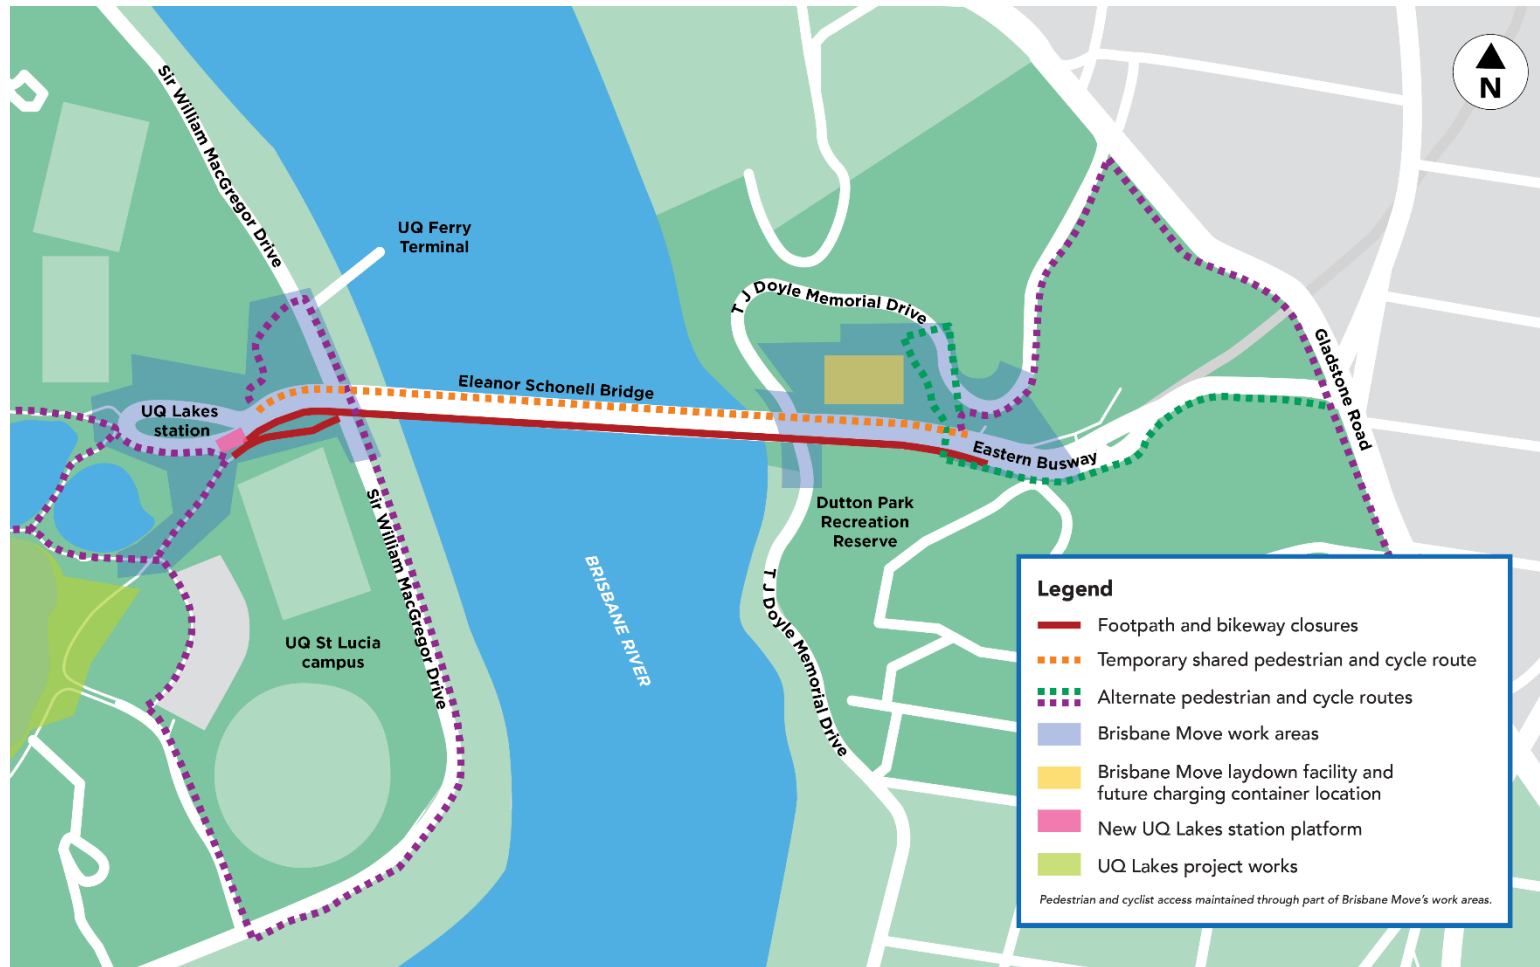 N
Sir William MacGregor Drive
UQ Ferry
Terminal
T J Doyle Memorial Drive
Gladstone Road
Eleanor Schonell Bridge
UQ Lakes
station
Eastern Busway
Dutton Park
Recreation
Reserve
Sir William MacGregor Drive
BRISBANE RIVER
T J Doyle Memorial Drive
UQ St Lucia
campus
Legend
Footpath and bikeway closures
Temporary shared pedestrian and cycle route
Alternate pedestrian and cycle routes
Brisbane Move work areas
Brisbane Move laydown facility and
future charging container location
New UQ Lakes station platform
UQ Lakes project works
Pedestrian and cyclist access maintained through part of Brisbane Move's work areas.